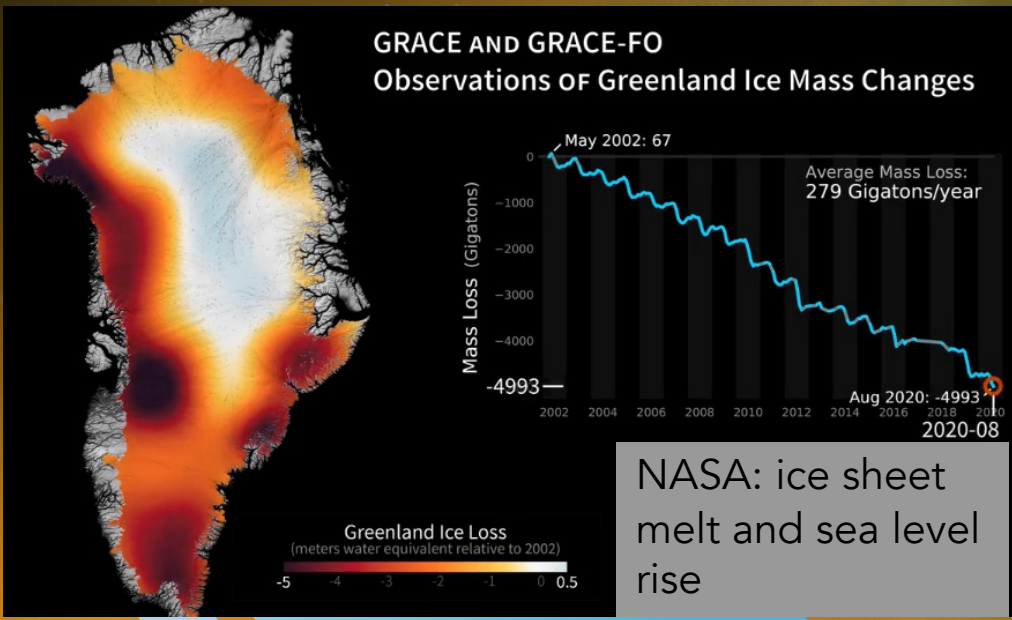 GRACE AND GRACE-FO
Observations OF Greenland Ice Mass Changes
May 2002: 67
Average Mass Loss:
279 Gigatons/year
Mass Loss (Gigatons)
0
−1000
−2000
−3000
−4000
-4993
Aug 2020: -4993
2002 2004 2006 2008 2010 2012 2014 2016 2018 2020
2020-08
Greenland Ice Loss
(meters water equivalent relative to 2002)
-5 -4 -3 -2 -1 0 0.5
NASA: ice sheet
melt and sea level
rise